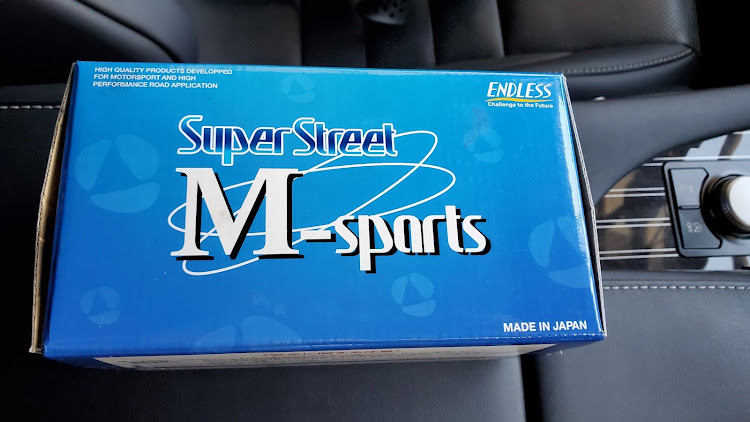 HIGH QUALITY PRODUCTS DEVELOPPED
FOR MOTORSPORT AND HIGH
PERFORMANCE ROAD APPLICATION
ENDLESS
Challenge to the Future
Super Street
M-sports
MADE IN JAPAN